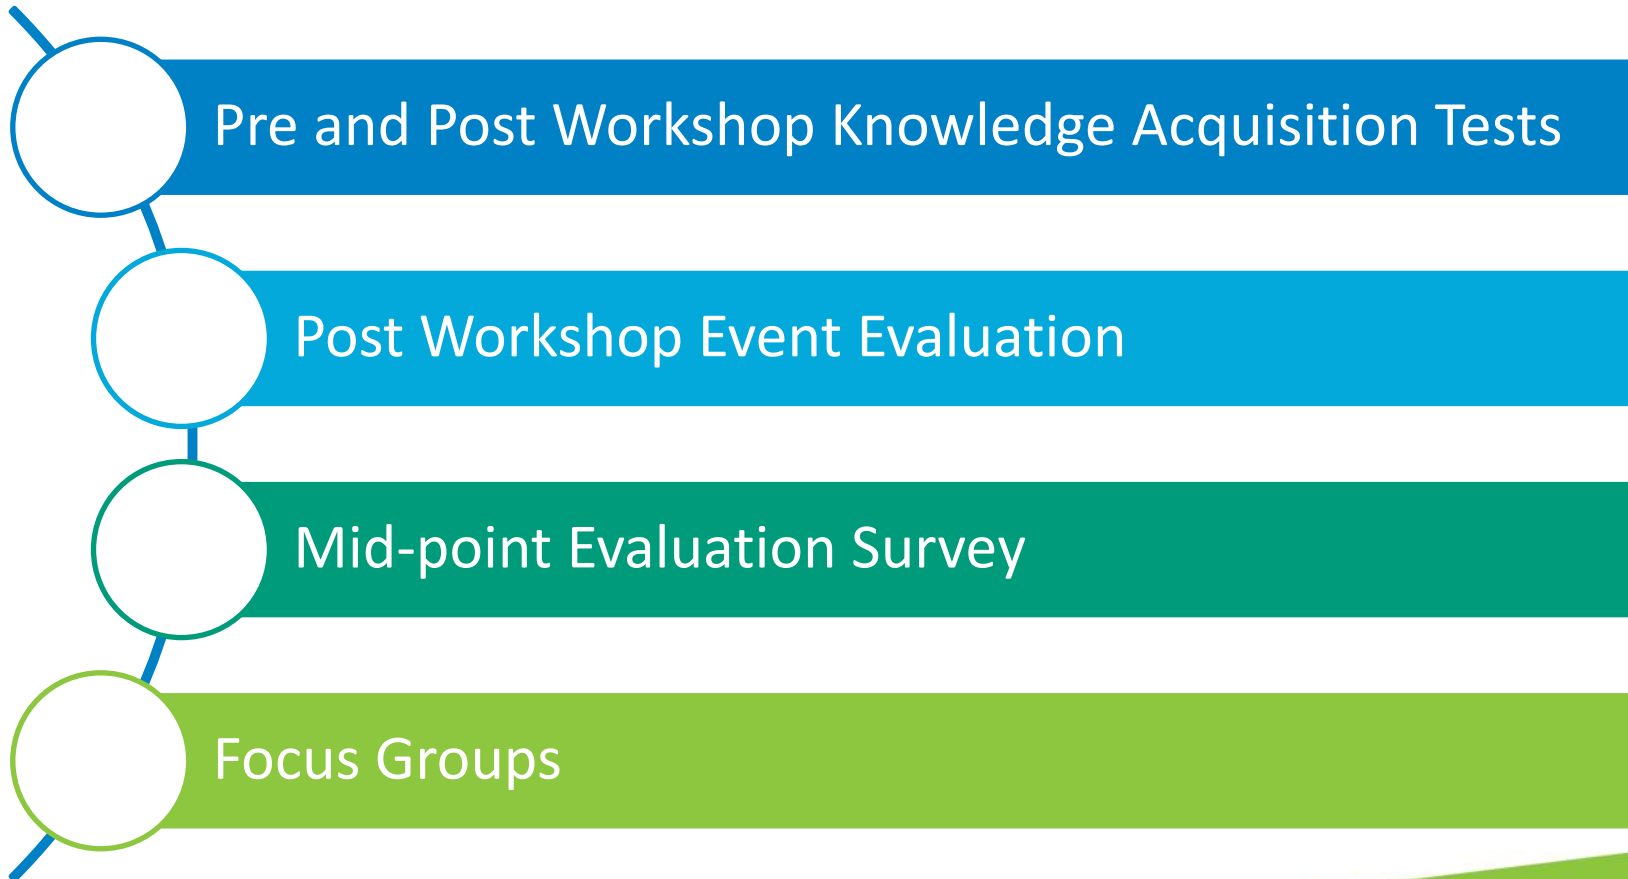 Pre and Post Workshop Knowledge Acquisition Tests
Post Workshop Event Evaluation
Mid-point Evaluation Survey
Focus Groups